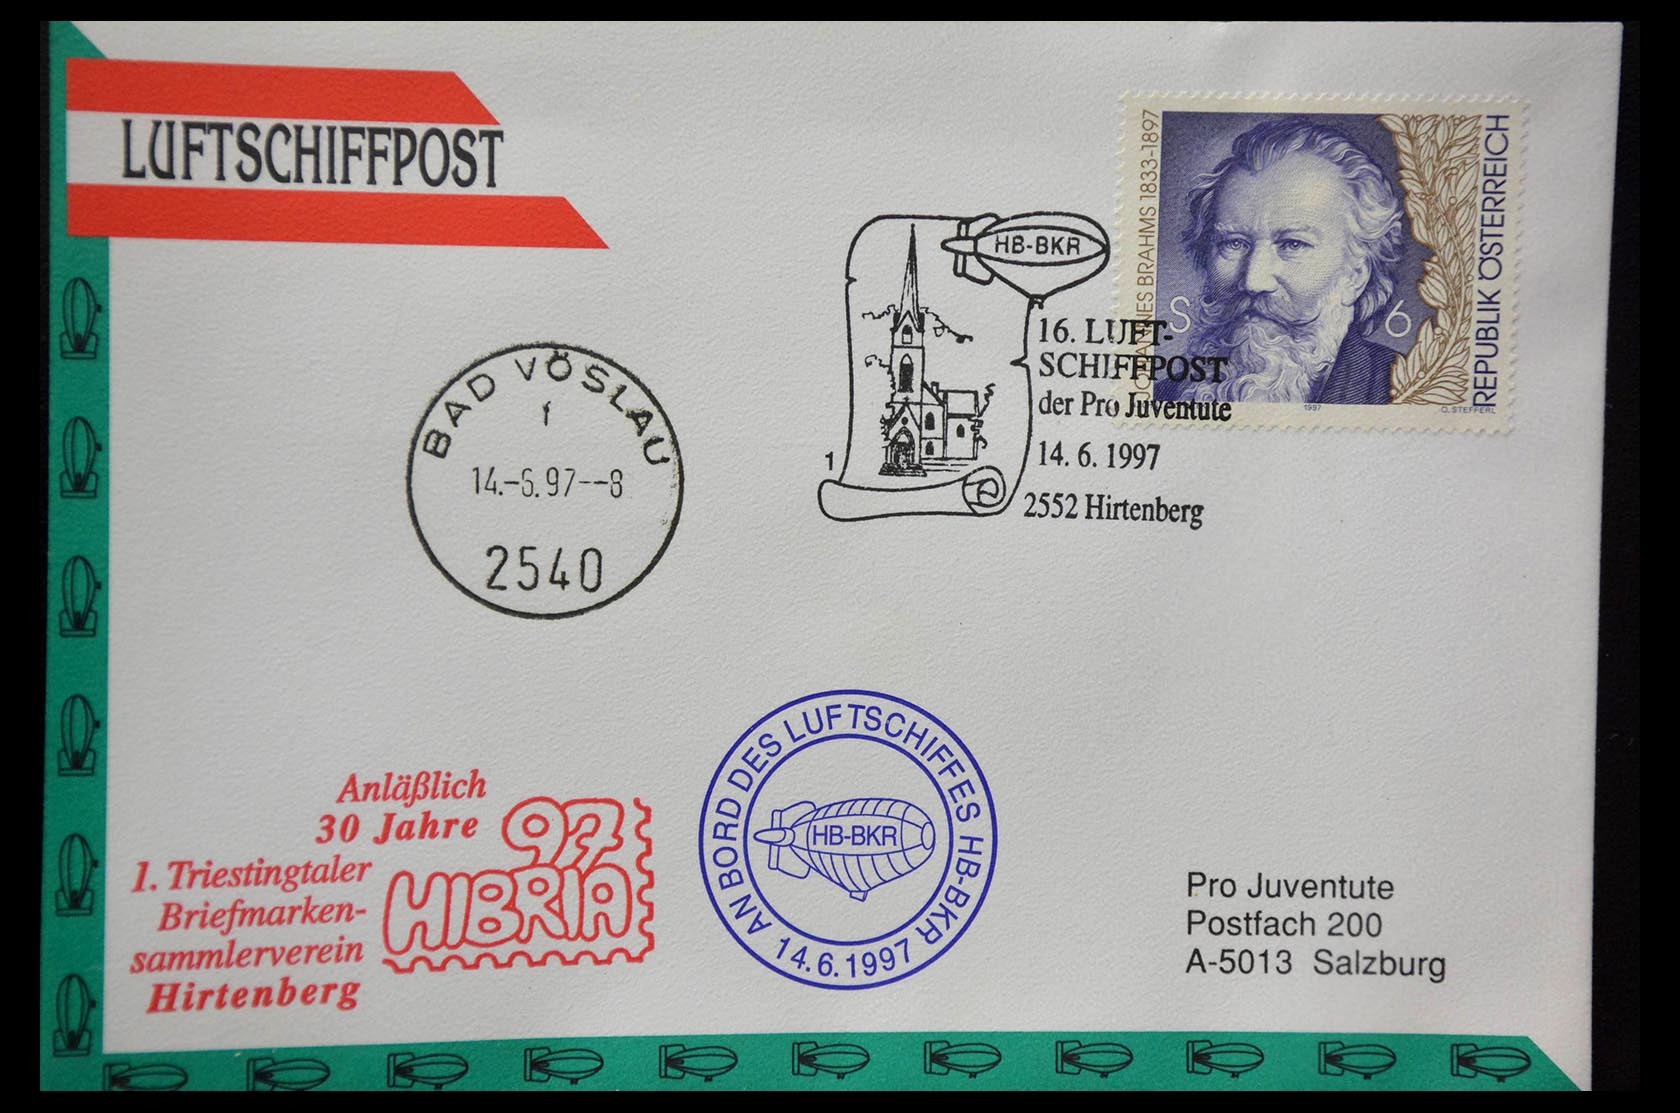 LUFTSCHIFFPOST
JOHANNES BRAHMS 1833-1897
S 6
REPUBLIK ÖSTERREICH
1997
O. STEFFERL
HB-BKR
16. LUFT-
SCHIFFPOST
der Pro Juventute
14. 6. 1997
1
2552 Hirtenberg
BAD VÖSLAU
f
14.-6.97--8
2540
Anläßlich
30 Jahre
1. Triestingtaler
Briefmarken-
sammlerverein
Hirtenberg
97
HIBRIA
AN BORD DES LUFTSCHIFFES HB-BKR
HB-BKR
14.6.1997
Pro Juventute
Postfach 200
A-5013 Salzburg